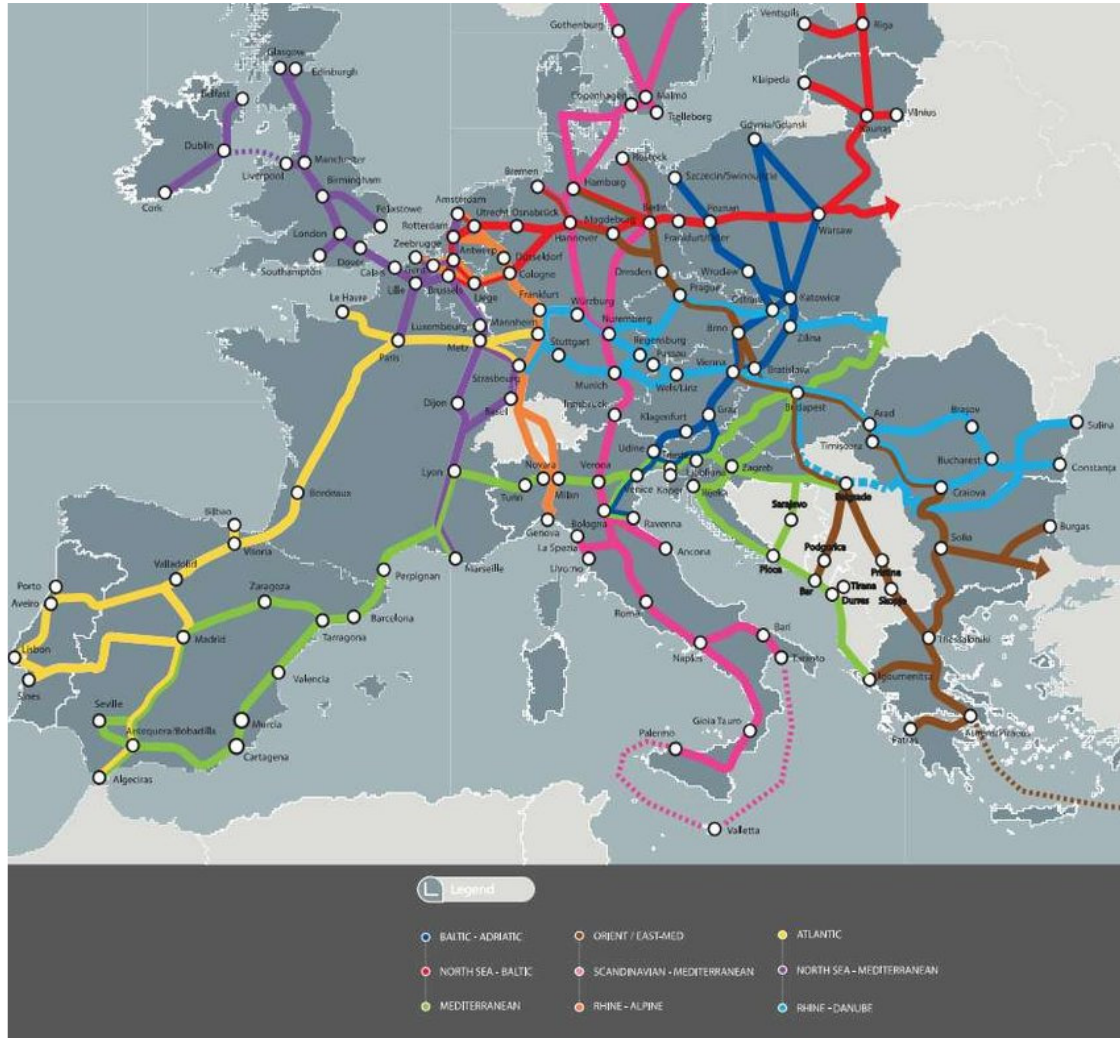 Gothenburg
Ventspils
Riga
Glasgow
Edinburgh
Klaipeda
Belfast
Copenhagen
Malmö
Trelleborg
Vilnius
Kaunas
Gdynia/Gdansk
Dublin
Manchester
Liverpool
Rostock
Szczecin/Swinoujscie
Cork
Birmingham
Bremen
Hamburg
Felixstowe
Amsterdam
Utrecht
Osnabrück
Magdeburg
Berlin
Poznan
Warsaw
London
Rotterdam
Hannover
Frankfurt/Oder
Southampton
Dover
Zeebrugge
Antwerp
Düsseldorf
Calais
Gent
Cologne
Dresden
Wroclaw
Lille
Brussels
Liège
Prague
Le Havre
Frankfurt
Würzburg
Ostrava
Katowice
Luxembourg
Mannheim
Nuremberg
Brno
Zilina
Paris
Metz
Stuttgart
Regensburg
Passau
Strasbourg
Vienna
Bratislava
Munich
Wels/Linz
Dijon
Basel
Innsbruck
Klagenfurt
Graz
Budapest
Arad
Braşov
Sulina
Timişoara
Udine
Lyon
Novara
Verona
Ljubljana
Zagreb
Bucharest
Constanţa
Turin
Milan
Venice
Koper
Rijeka
Belgrade
Craiova
Bordeaux
Sarajevo
Bilbao
Genova
Bologna
Ravenna
Burgas
Vitoria
La Spezia
Ancona
Podgorica
Sofia
Valladolid
Marseille
Livorno
Ploce
Pristina
Porto
Zaragoza
Perpignan
Bar
Tirana
Aveiro
Durres
Skopje
Roma
Barcelona
Madrid
Tarragona
Bari
Thessaloniki
Lisbon
Naples
Taranto
Sines
Valencia
Igoumenitsa
Seville
Murcia
Gioia Tauro
Antequera/Bobadilla
Palermo
Patras
Athens/Piraeus
Cartagena
Algeciras
Valletta
Legend
BALTIC - ADRIATIC
ORIENT / EAST-MED
ATLANTIC
NORTH SEA - BALTIC
SCANDINAVIAN - MEDITERRANEAN
NORTH SEA - MEDITERRANEAN
MEDITERRANEAN
RHINE - ALPINE
RHINE - DANUBE